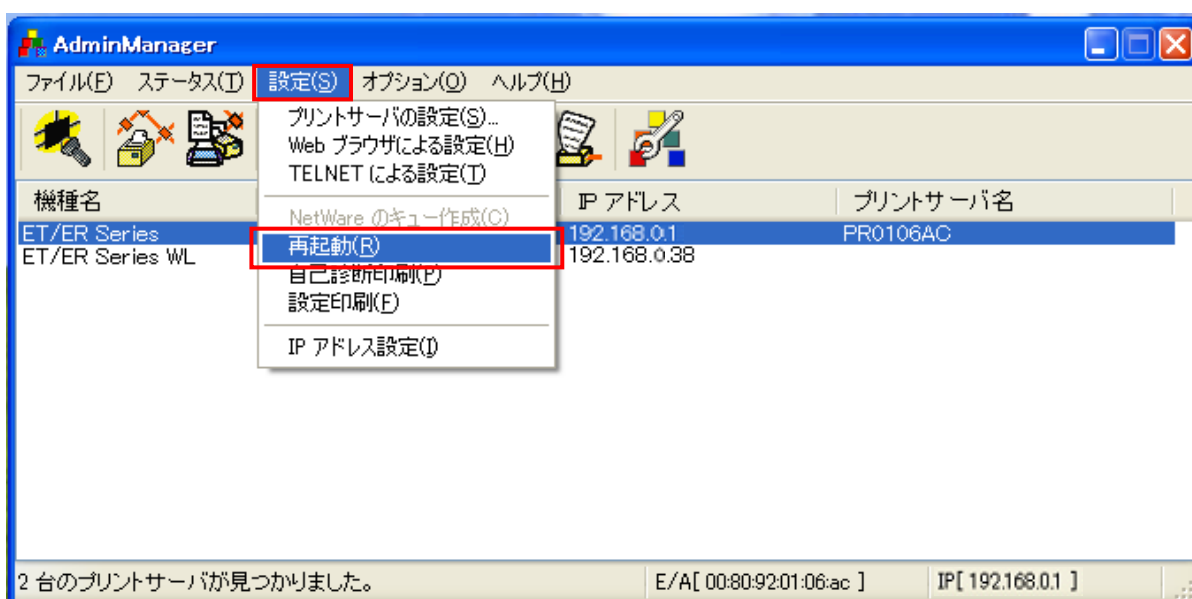 AdminManager
ファイル(F) ステータス(T) 設定(S) オプション(O) ヘルプ(H)
プリントサーバの設定(S)...
Web ブラウザによる設定(H)
TELNET による設定(T)
NetWare のキュー作成(C)
再起動(R)
自己診断印刷(P)
設定印刷(F)
IP アドレス設定(I)
機種名 IP アドレス プリントサーバ名
ET/ER Series 192.168.0.1 PR0106AC
ET/ER Series WL 192.168.0.38
2 台のプリントサーバが見つかりました。 E/A[ 00:80:92:01:06:ac ] IP[ 192.168.0.1 ]